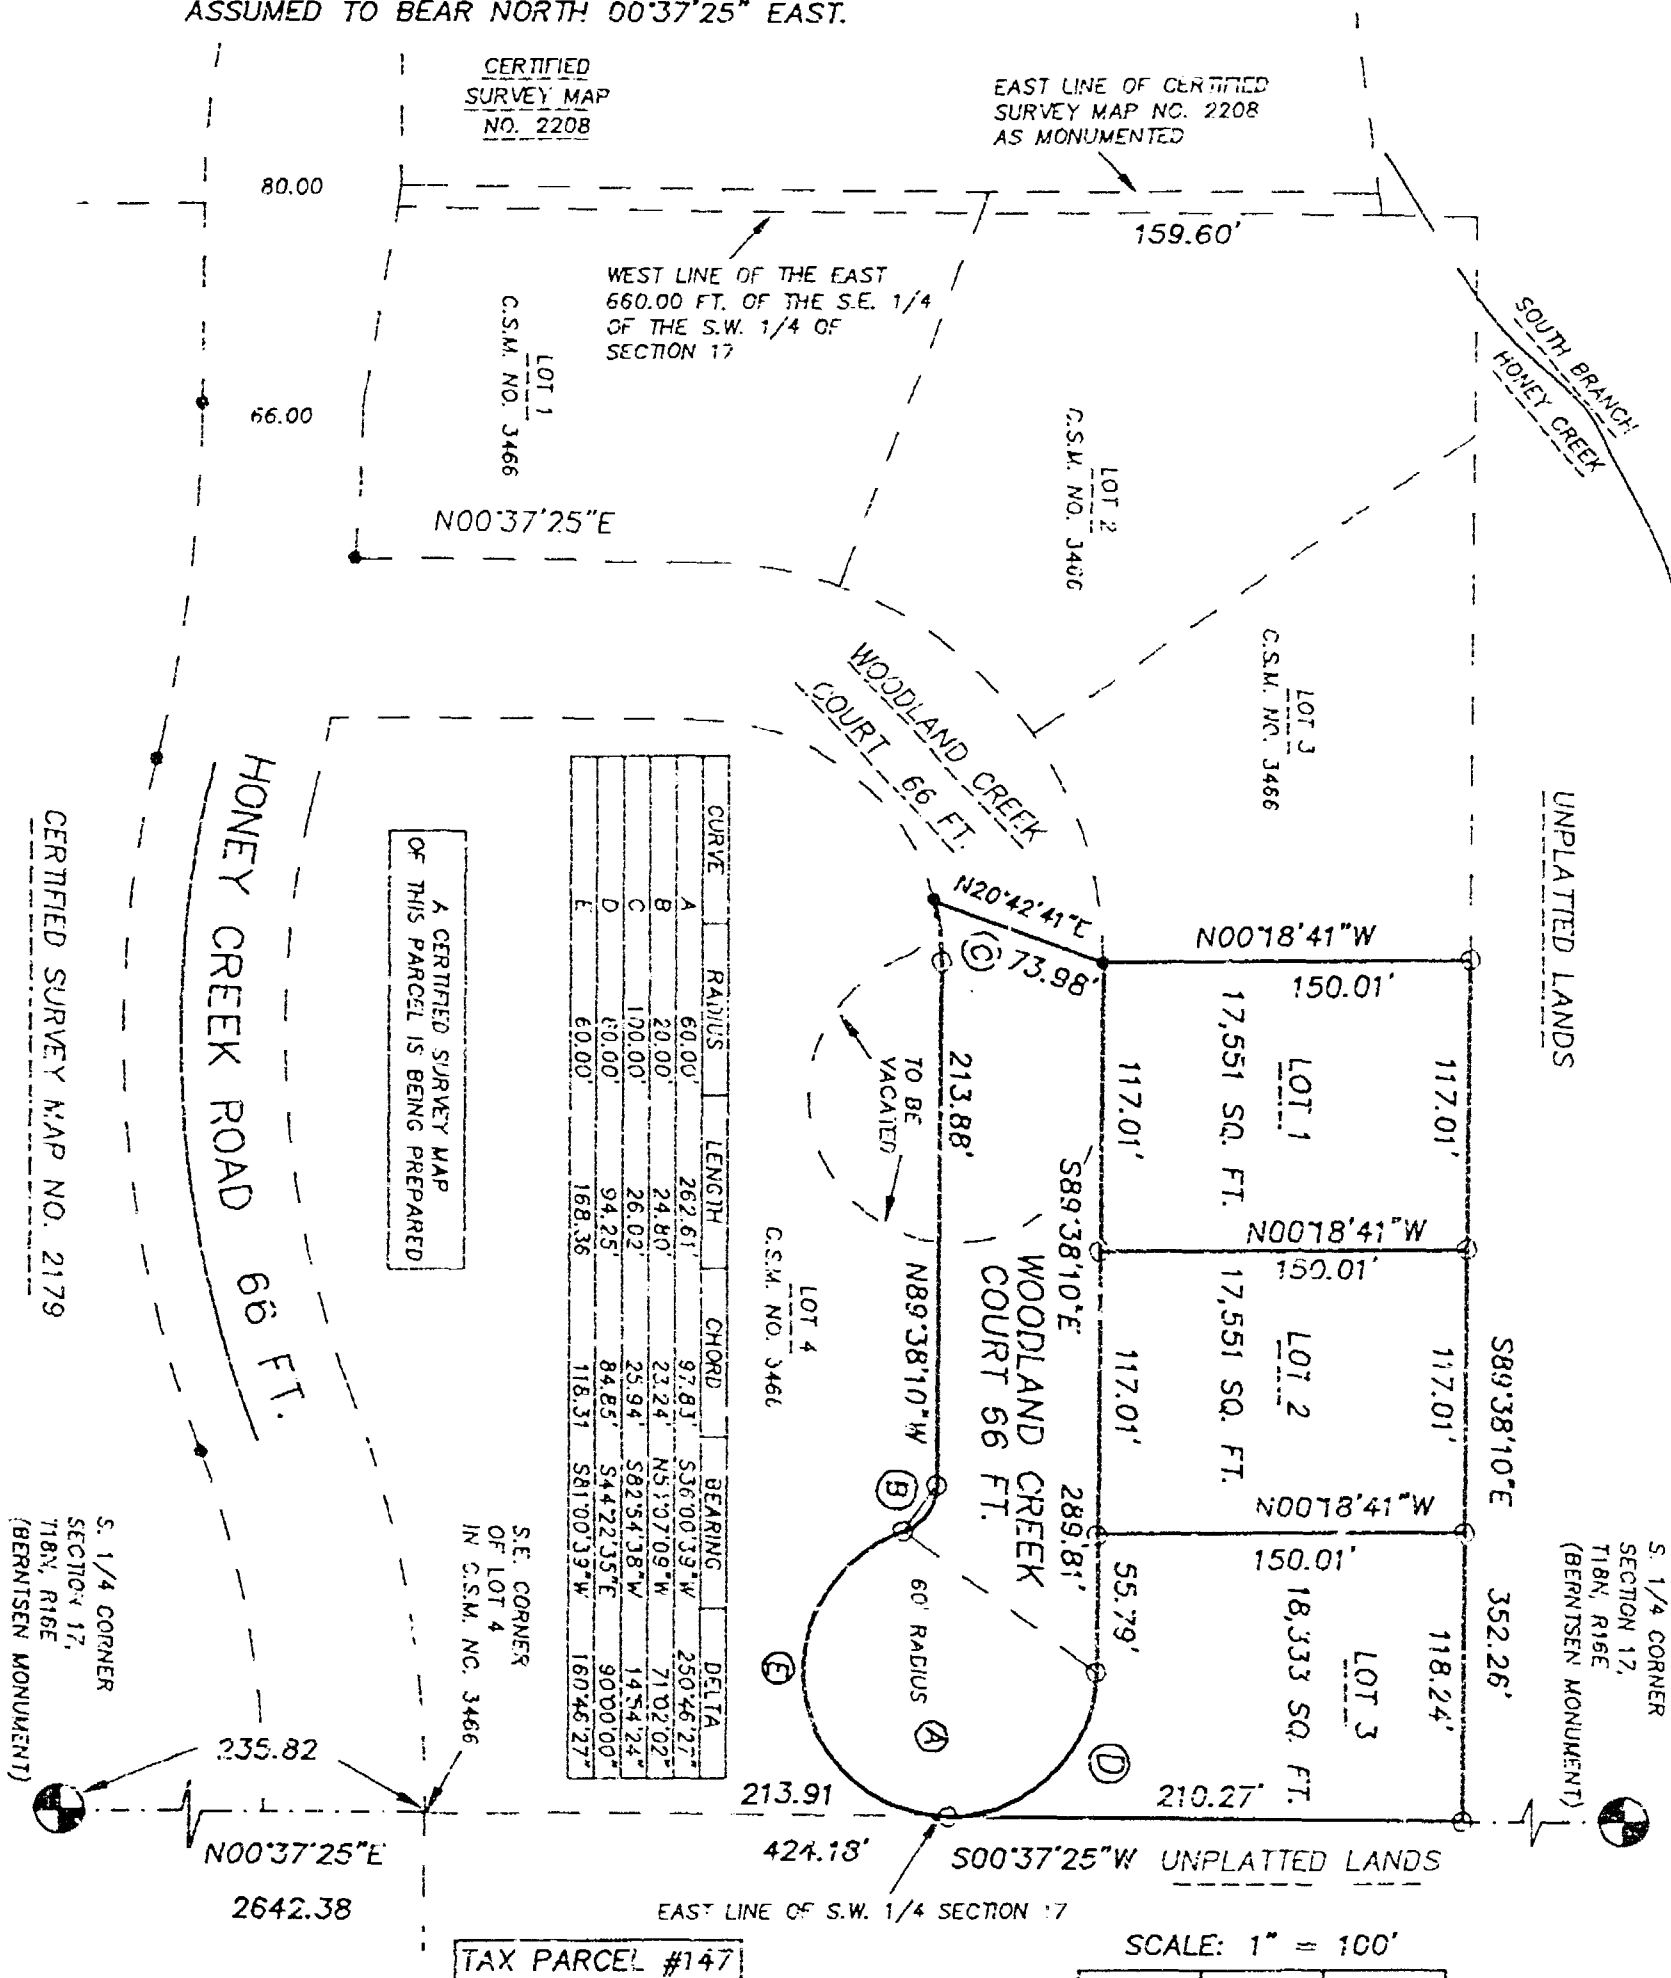 ASSUMED TO BEAR NORTH 00°37'25" EAST.
CERTIFIED
SURVEY MAP
NO. 2208
EAST LINE OF CERTIFIED
SURVEY MAP NO. 2208
AS MONUMENTED
80.00
159.60'
WEST LINE OF THE EAST
660.00 FT. OF THE S.E. 1/4
OF THE S.W. 1/4 OF
SECTION 17
SOUTH BRANCH
HONEY CREEK
66.00
LOT 1
C.S.M. NO. 3466
LOT 2
C.S.M. NO. 3466
LOT 3
C.S.M. NO. 3466
N00°37'25"E
WOODLAND CREEK
COURT 66 FT.
UNPLATTED LANDS
N20°42'41"E
73.98'
C
N00°18'41"W
150.01'
117.01'
LOT 1
17,551 SQ. FT.
117.01'
213.88'
TO BE
VACATED
S89°38'10"E
289.81'
N00°18'41"W
150.01'
117.01'
LOT 2
17,551 SQ. FT.
117.01'
S89°38'10"E
352.26'
N89°38'10"W
WOODLAND CREEK
COURT 66 FT.
N00°18'41"W
150.01'
118.24'
LOT 3
18,333 SQ. FT.
55.79'
B
60' RADIUS
A
D
E
LOT 4
C.S.M. NO. 3466
CURVE RADIUS LENGTH CHORD BEARING DELTA
A 60.00' 262.61' 97.83' S36°00'39"W 250°46'27"
B 20.00' 24.80' 23.24' N55°07'09"W 71°02'02"
C 100.00' 26.02' 25.94' S82°54'38"W 14°54'24"
D 60.00' 94.25' 84.85' S44°22'35"E 90°00'00"
E 60.00' 168.36 118.31 S81°00'39"W 160°46'27"
A CERTIFIED SURVEY MAP
OF THIS PARCEL IS BEING PREPARED
HONEY CREEK ROAD 66 FT.
CERTIFIED SURVEY MAP NO. 2179
S.E. CORNER
OF LOT 4
IN C.S.M. NO. 3466
S. 1/4 CORNER
SECTION 17,
T18N, R16E
(BERNTSEN MONUMENT)
S. 1/4 CORNER
SECTION 17,
T18N, R16E
(BERNTSEN MONUMENT)
235.82
213.91
210.27'
N00°37'25"E
2642.38
424.18'
S00°37'25"W
UNPLATTED LANDS
EAST LINE OF S.W. 1/4 SECTION 17
TAX PARCEL #147
SCALE: 1" = 100'